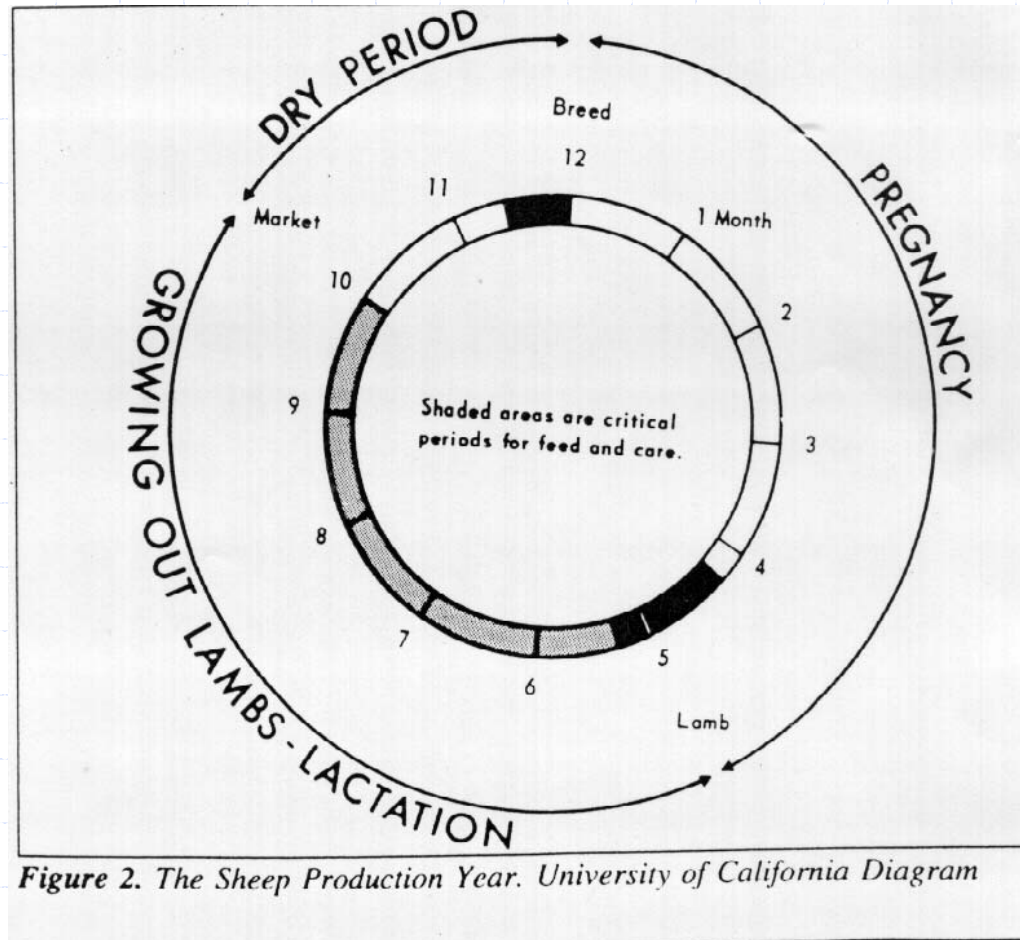 DRY PERIOD
PREGNANCY
GROWING OUT LAMBS-LACTATION
Breed
12
11
1 Month
Market
10
2
9
Shaded areas are critical
periods for feed and care.
3
8
4
7
5
6
Lamb
Figure 2. The Sheep Production Year. University of California Diagram